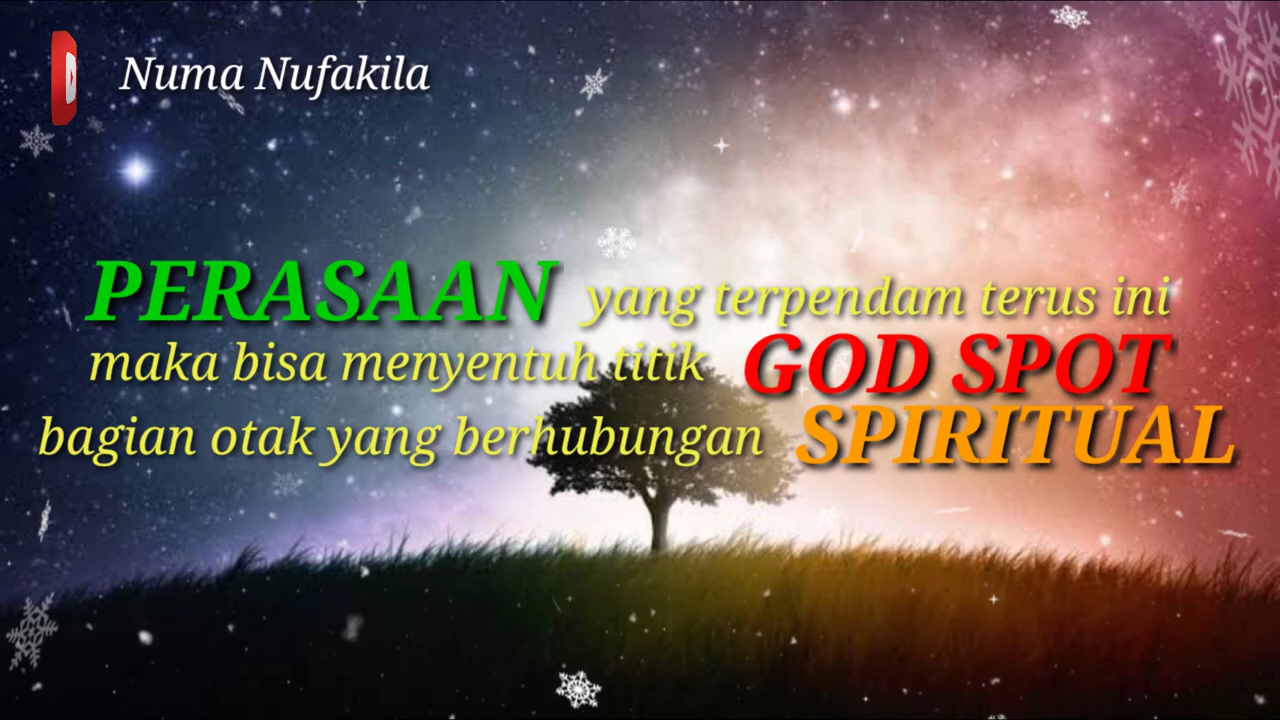 Numa Nufakila
PERASAAN yang terpendam terus ini
maka bisa menyentuh titik GOD SPOT
bagian otak yang berhubungan SPIRITUAL